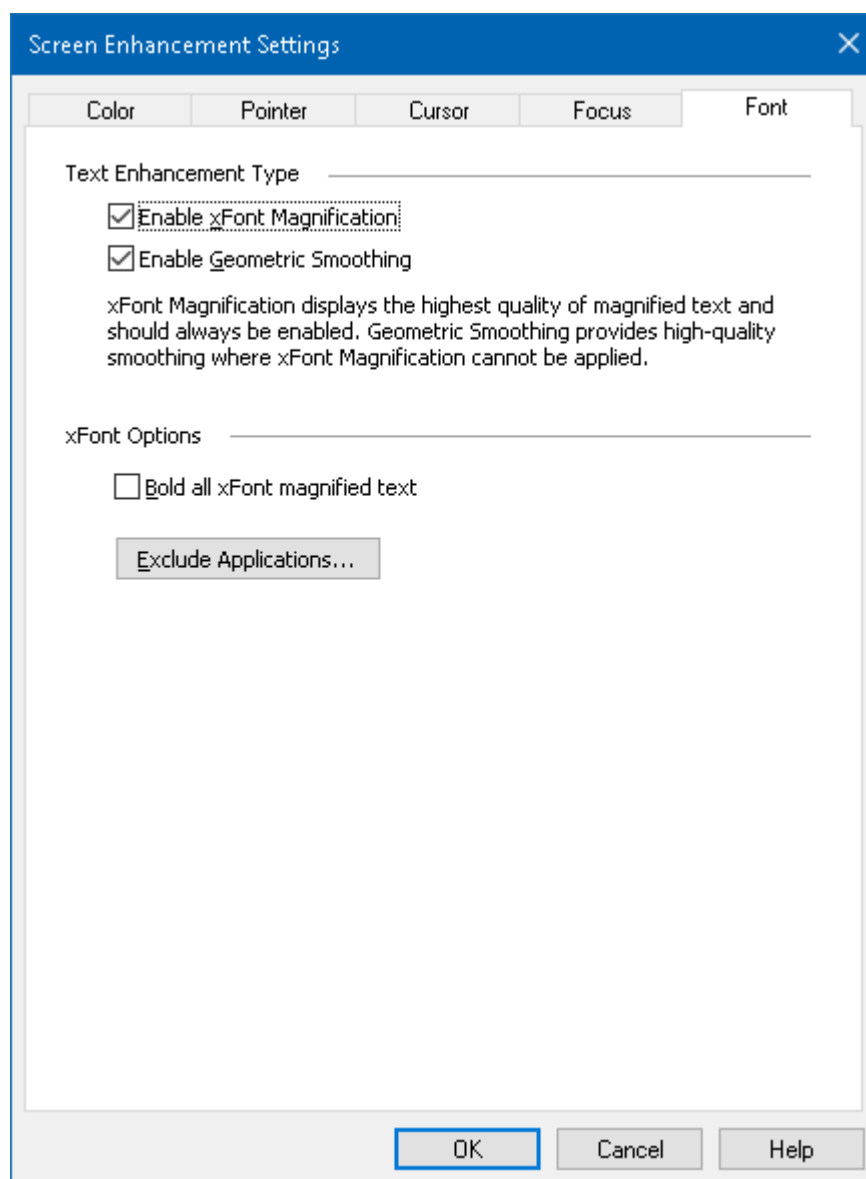 Screen Enhancement Settings
Color Pointer Cursor Focus Font
Text Enhancement Type
Enable xFont Magnification
Enable Geometric Smoothing
xFont Magnification displays the highest quality of magnified text and
should always be enabled. Geometric Smoothing provides high-quality
smoothing where xFont Magnification cannot be applied.
xFont Options
Bold all xFont magnified text
Exclude Applications...
OK Cancel Help